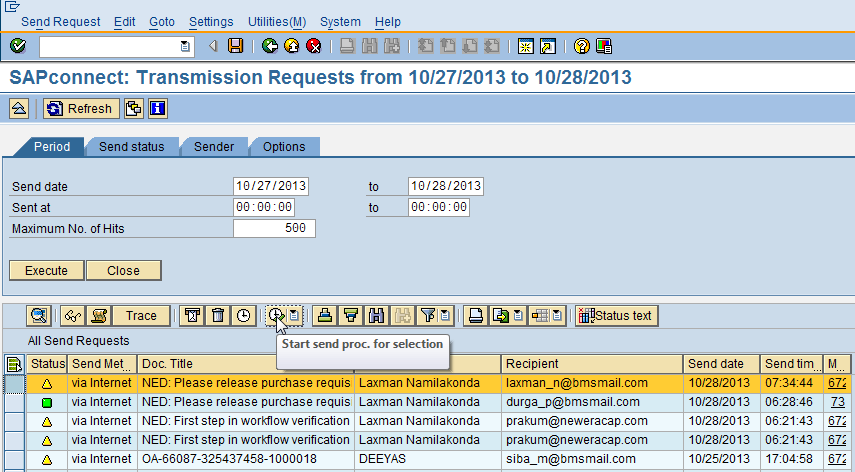 Send Request Edit Goto Settings Utilities(M) System Help
SAPconnect: Transmission Requests from 10/27/2013 to 10/28/2013
Refresh
Period Send status Sender Options
Send date 10/27/2013 to 10/28/2013
Sent at 00:00:00 to 00:00:00
Maximum No. of Hits 500
Execute Close
Trace Status text
All Send Requests
Start send proc. for selection
Status Send Met... Doc. Title Recipient Send date Send tim... M...
via Internet NED: Please release purchase requis Laxman Namilakonda laxman_n@bmsmail.com 10/28/2013 07:34:44 672
via Internet NED: Please release purchase requis Laxman Namilakonda durga_p@bmsmail.com 10/28/2013 06:28:46 73
via Internet NED: First step in workflow verification Laxman Namilakonda prakum@neweracap.com 10/28/2013 06:21:43 672
via Internet NED: First step in workflow verification Laxman Namilakonda prakum@neweracap.com 10/28/2013 06:21:43 672
via Internet OA-66087-325437458-1000018 DEEYAS siba_m@bmsmail.com 10/25/2013 17:04:58 672